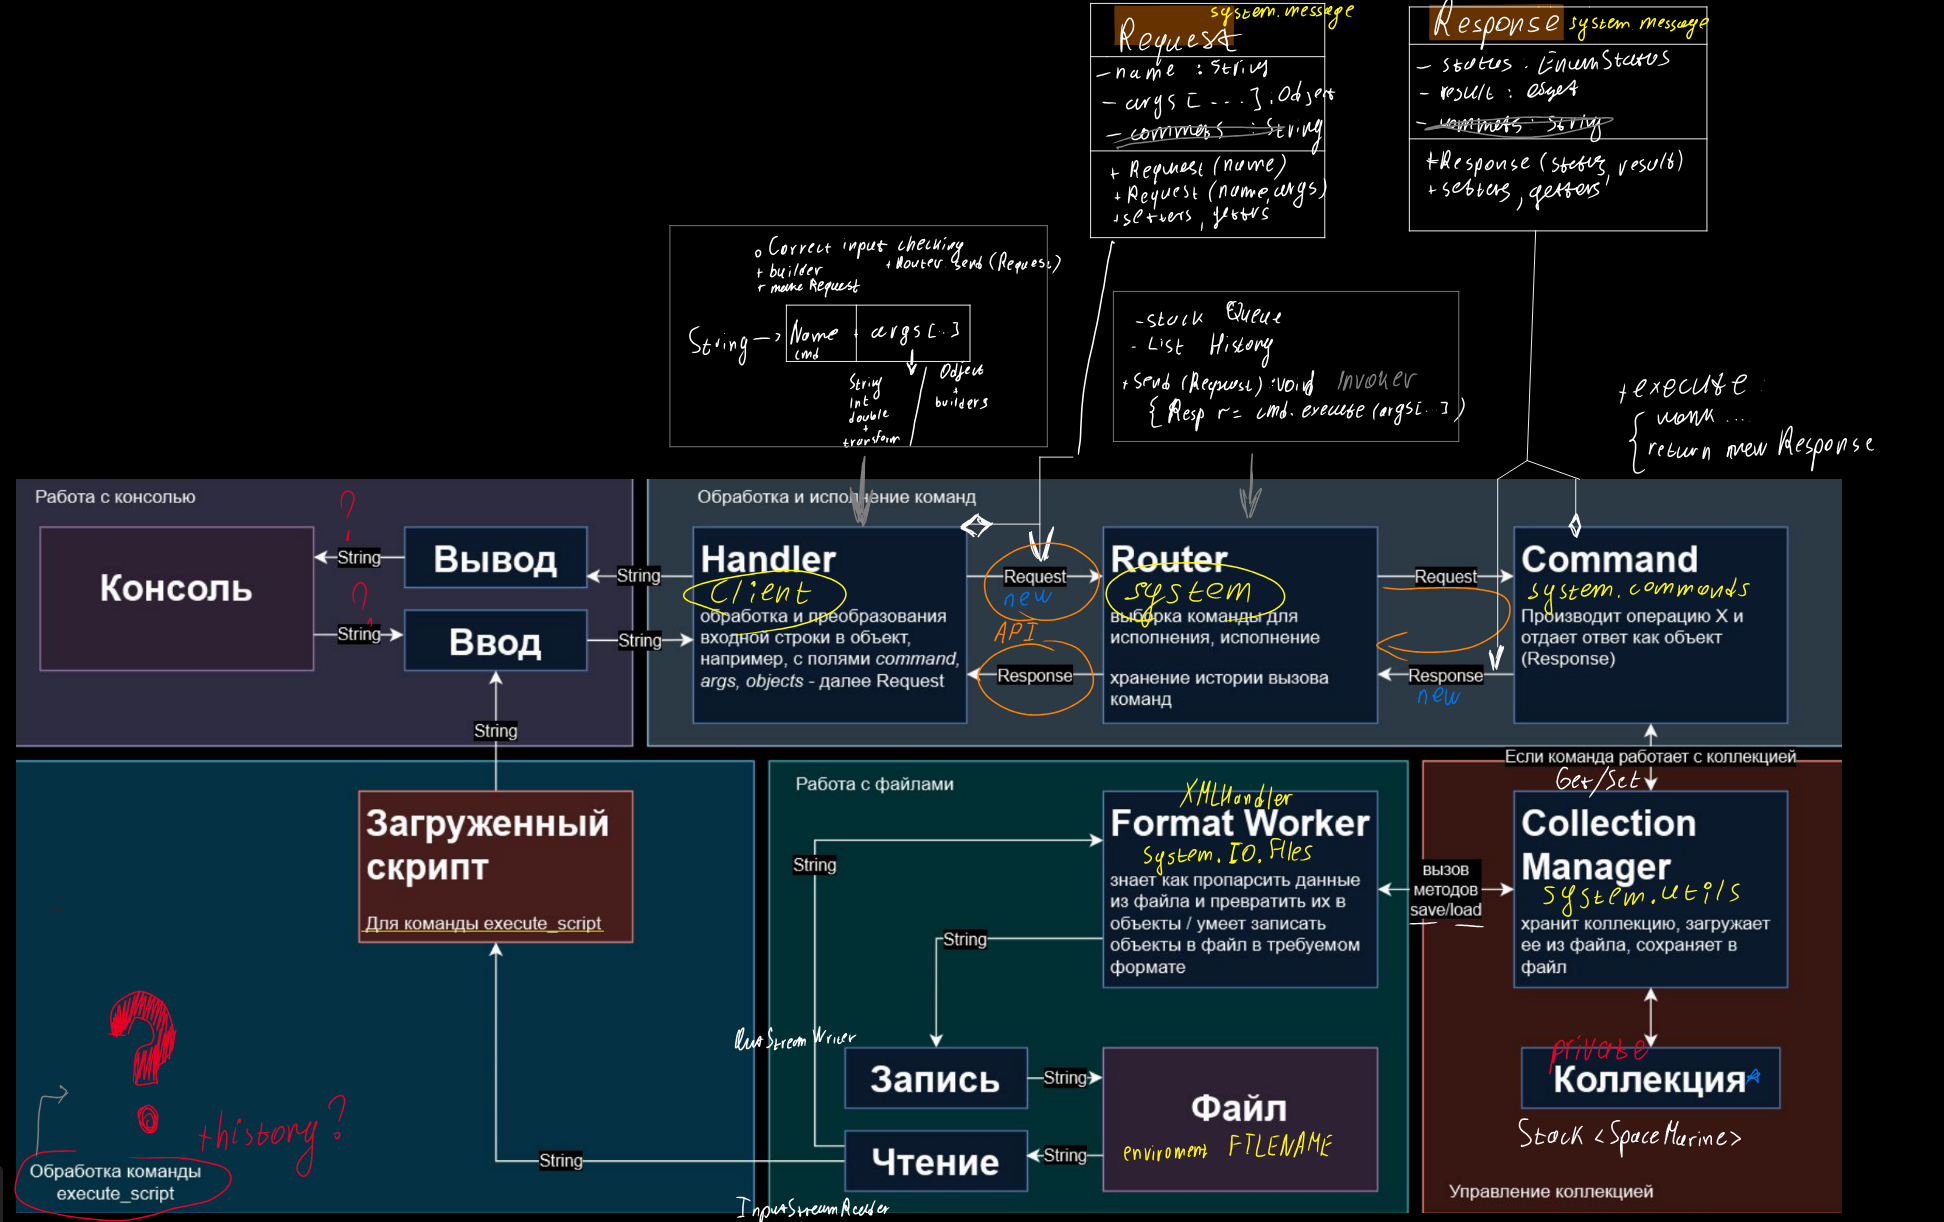 Request
system.message
- name : String
- args [ ... ] : Object
+ Request (name)
+ Request (name, args)
+ setters, getters
Response
system.message
- status : EnumStatus
- result : object
+ Response (status, result)
+ setters, getters
o Correct input checking
+ builder
+ Router.send (Request)
+ make Request
String → Name
cmd
args [..]
String
int
double
+
transform
Object
+
builders
- Stack Queue
- List History
+ Send (Request) : void Invoker
{ Resp r = cmd.execute (args[...])
+ execute :
{ work ...
return new Response
Работа с консолью
?
Консоль
String
Вывод
?
String
Ввод
String
String
Обработка и исполнение команд
Handler
client
обработка и преобразования
входной строки в объект,
например, с полями command,
args, objects - далее Request
Request
new
API
Response
Router
system
выборка команды для
исполнения, исполнение
хранение истории вызова
команд
Request
Response
new
Command
system.commands
Производит операцию X и
отдает ответ как объект
(Response)
Если команда работает с коллекцией
Get/Set
String
Загруженный
скрипт
Для команды execute_script
?
+history?
Обработка команды
execute_script
String
Работа с файлами
String
XMLHandler
Format Worker
system.IO.Files
знает как пропарсить данные
из файла и превратить их в
объекты / умеет записать
объекты в файл в требуемом
формате
String
OutStreamWriter
Запись
String
Файл
enviroment FILENAME
Чтение
String
InputStreamReader
вызов
методов
save/load
Collection
Manager
system.utils
хранит коллекцию, загружает
ее из файла, сохраняет в
файл
private
Коллекция
Stack <SpaceMarine>
Управление коллекцией